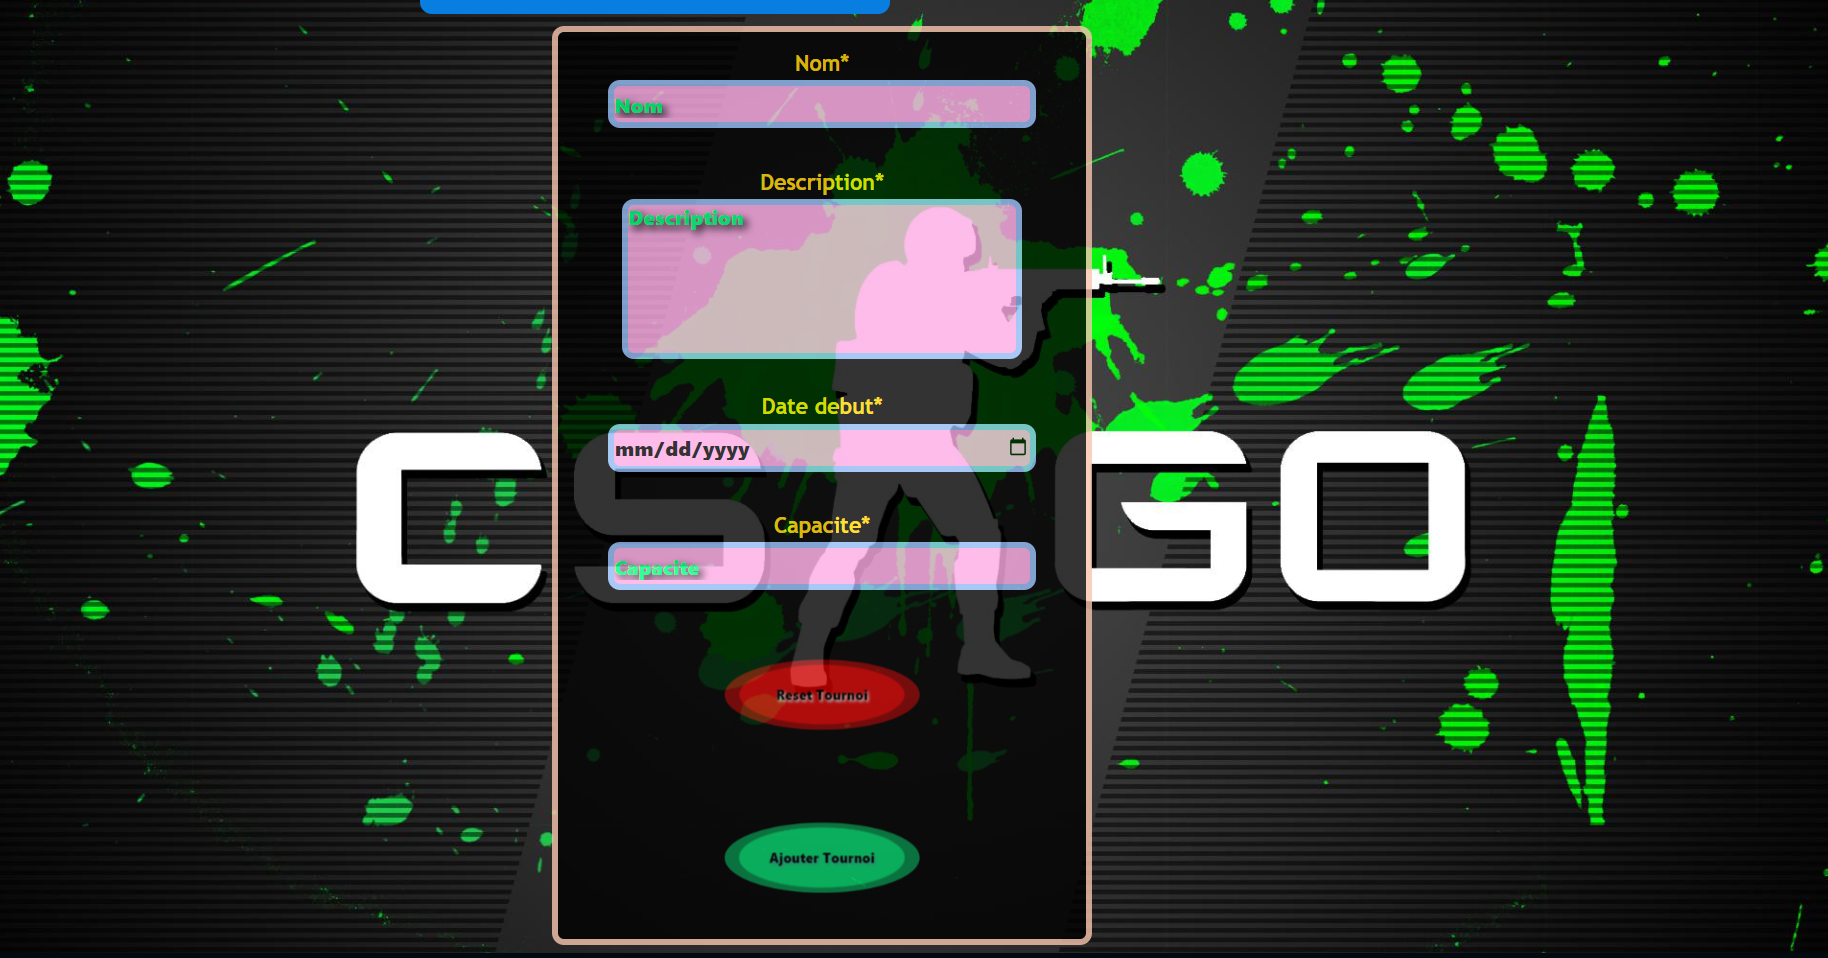 Nom*
Nom
Description*
Description
Date debut*
mm/dd/yyyy
CS GO
Capacite*
Capacite
Reset Tournoi
Ajouter Tournoi